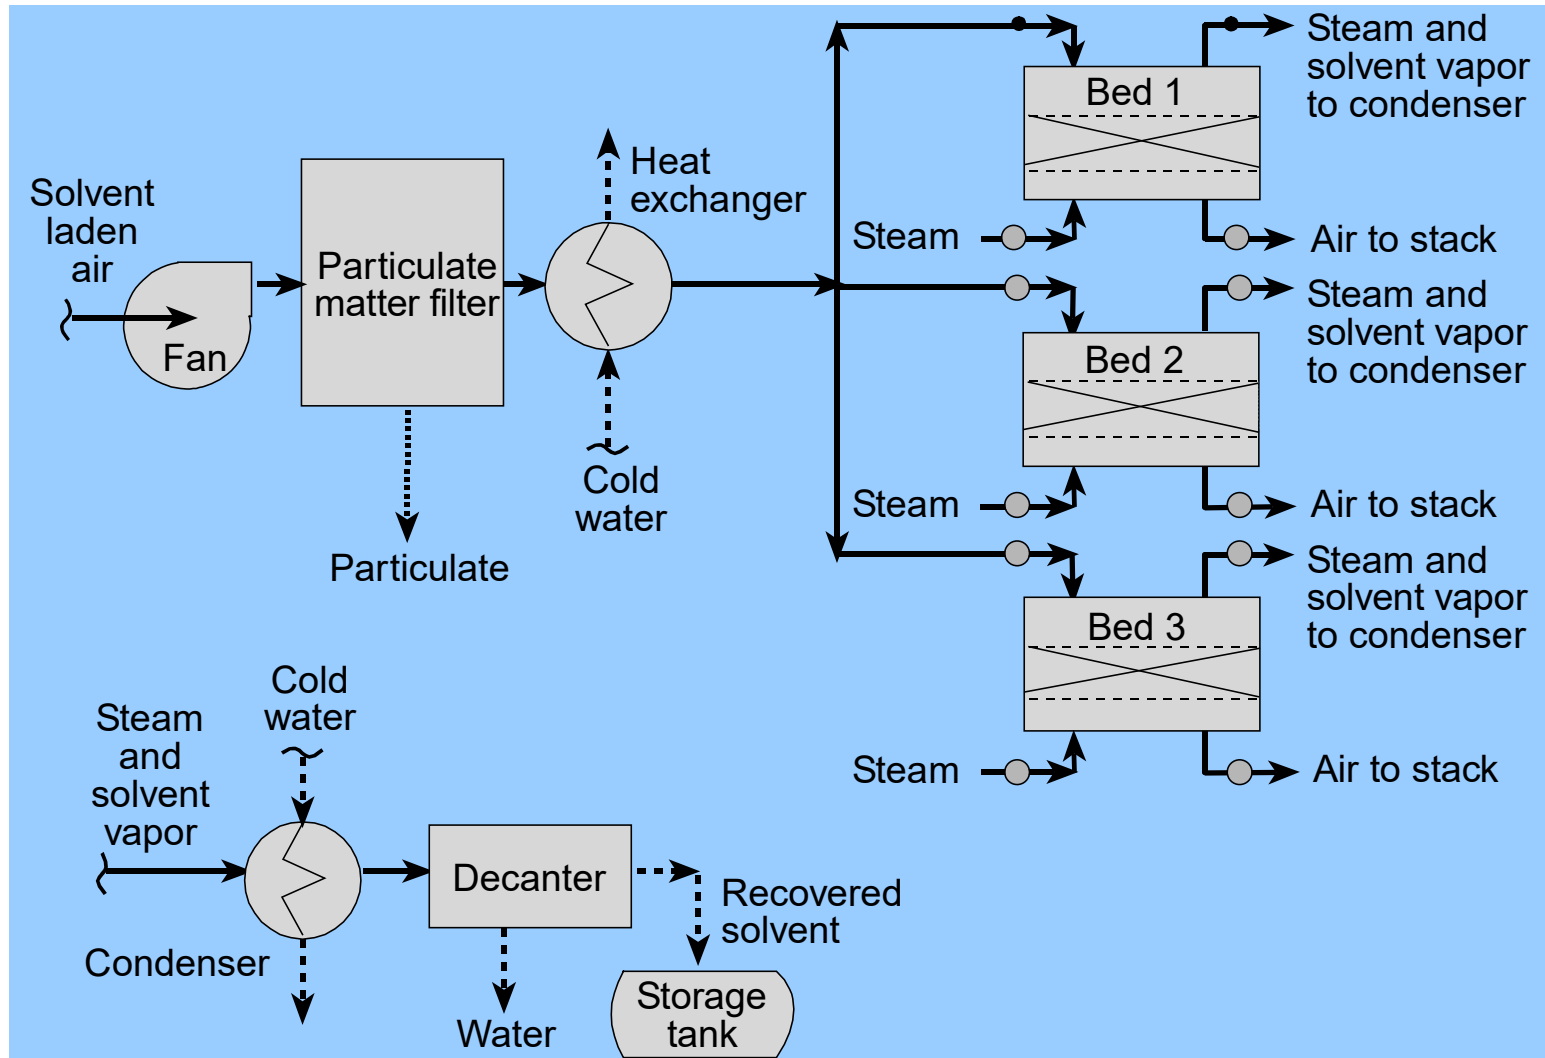 Steam and
solvent vapor
to condenser
Bed 1
Heat
exchanger
Solvent
laden
air
Steam
Air to stack
Particulate
matter filter
Fan
Steam and
solvent vapor
to condenser
Bed 2
Cold
water
Steam
Air to stack
Particulate
Steam and
solvent vapor
to condenser
Bed 3
Steam
Air to stack
Cold
water
Steam
and
solvent
vapor
Decanter
Recovered
solvent
Condenser
Water
Storage
tank